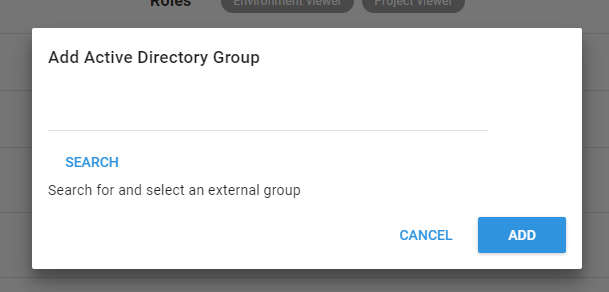 Roles Environment viewer Project viewer
Add Active Directory Group
SEARCH
Search for and select an external group
CANCEL ADD